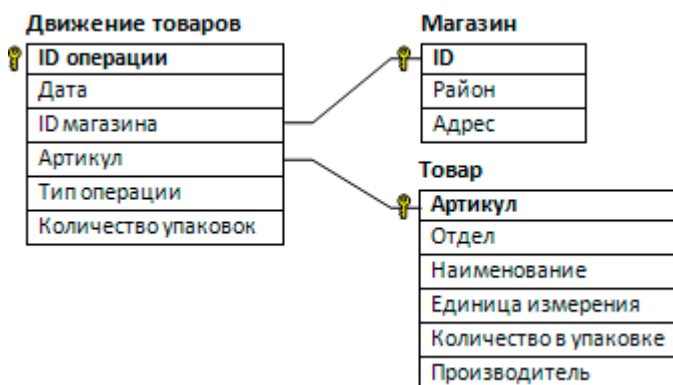 Движение товаров
ID операции
Дата
ID магазина
Артикул
Тип операции
Количество упаковок
Магазин
ID
Район
Адрес
Товар
Артикул
Отдел
Наименование
Единица измерения
Количество в упаковке
Производитель